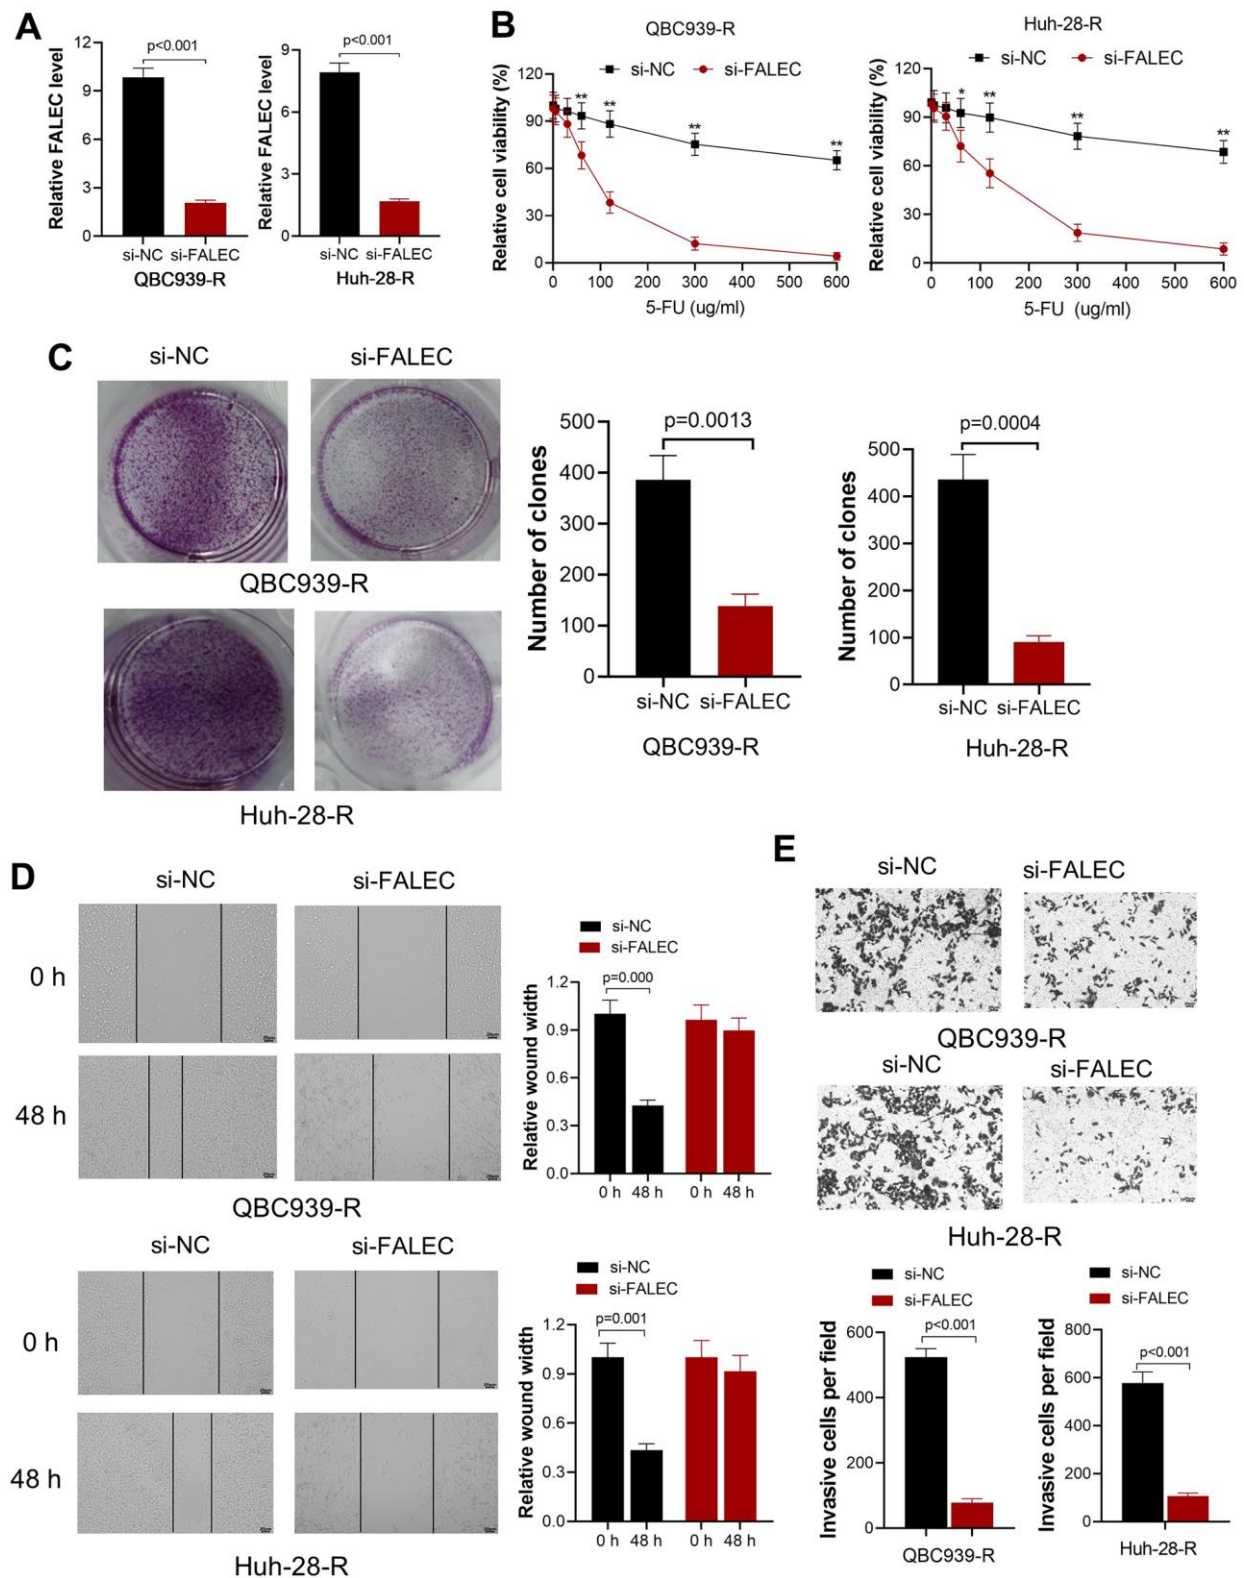 A
Relative FALEC level
12
9
6
3
0
p<0.001
si-NC si-FALEC
QBC939-R
Relative FALEC level
9
6
3
0
p<0.001
si-NC si-FALEC
Huh-28-R
B
QBC939-R
si-NC si-FALEC
Relative cell viability (%)
120
90
60
30
0
** ** ** **
0 100 200 300 400 500 600
5-FU (ug/ml)
Huh-28-R
si-NC si-FALEC
Relative cell viability (%)
120
90
60
30
0
* ** ** **
0 100 200 300 400 500 600
5-FU (ug/ml)
C
si-NC si-FALEC
QBC939-R
Huh-28-R
Number of clones
500
400
300
200
100
0
p=0.0013
si-NC si-FALEC
QBC939-R
Number of clones
500
400
300
200
100
0
p=0.0004
si-NC si-FALEC
Huh-28-R
D
si-NC si-FALEC
0 h
48 h
QBC939-R
si-NC si-FALEC
0 h
48 h
Huh-28-R
si-NC
si-FALEC
Relative wound width
1.2
0.9
0.6
0.3
0.0
p=0.000
0 h 48 h 0 h 48 h
si-NC
si-FALEC
Relative wound width
1.2
0.9
0.6
0.3
0.0
p=0.001
0 h 48 h 0 h 48 h
E
si-NC si-FALEC
QBC939-R
si-NC si-FALEC
Huh-28-R
si-NC
si-FALEC
Invasive cells per field
600
400
200
0
p<0.001
QBC939-R
si-NC
si-FALEC
Invasive cells per field
800
600
400
200
0
p<0.001
Huh-28-R